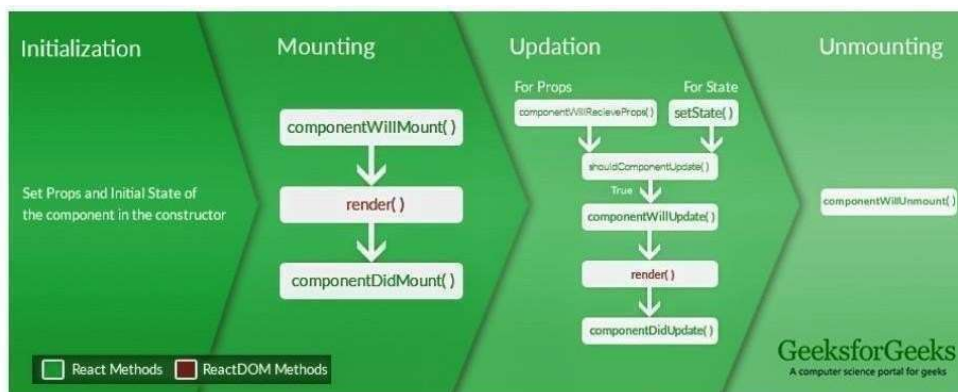 Initialization
Set Props and Initial State of
the component in the constructor
Mounting
componentWillMount( )
render( )
componentDidMount( )
Updation
For Props
For State
componentWillRecieveProps( )
setState( )
shouldComponentUpdate( )
True
componentWillUpdate( )
render( )
componentDidUpdate( )
Unmounting
componentWillUnmount( )
React Methods
ReactDOM Methods
GeeksforGeeks
A computer science portal for geeks